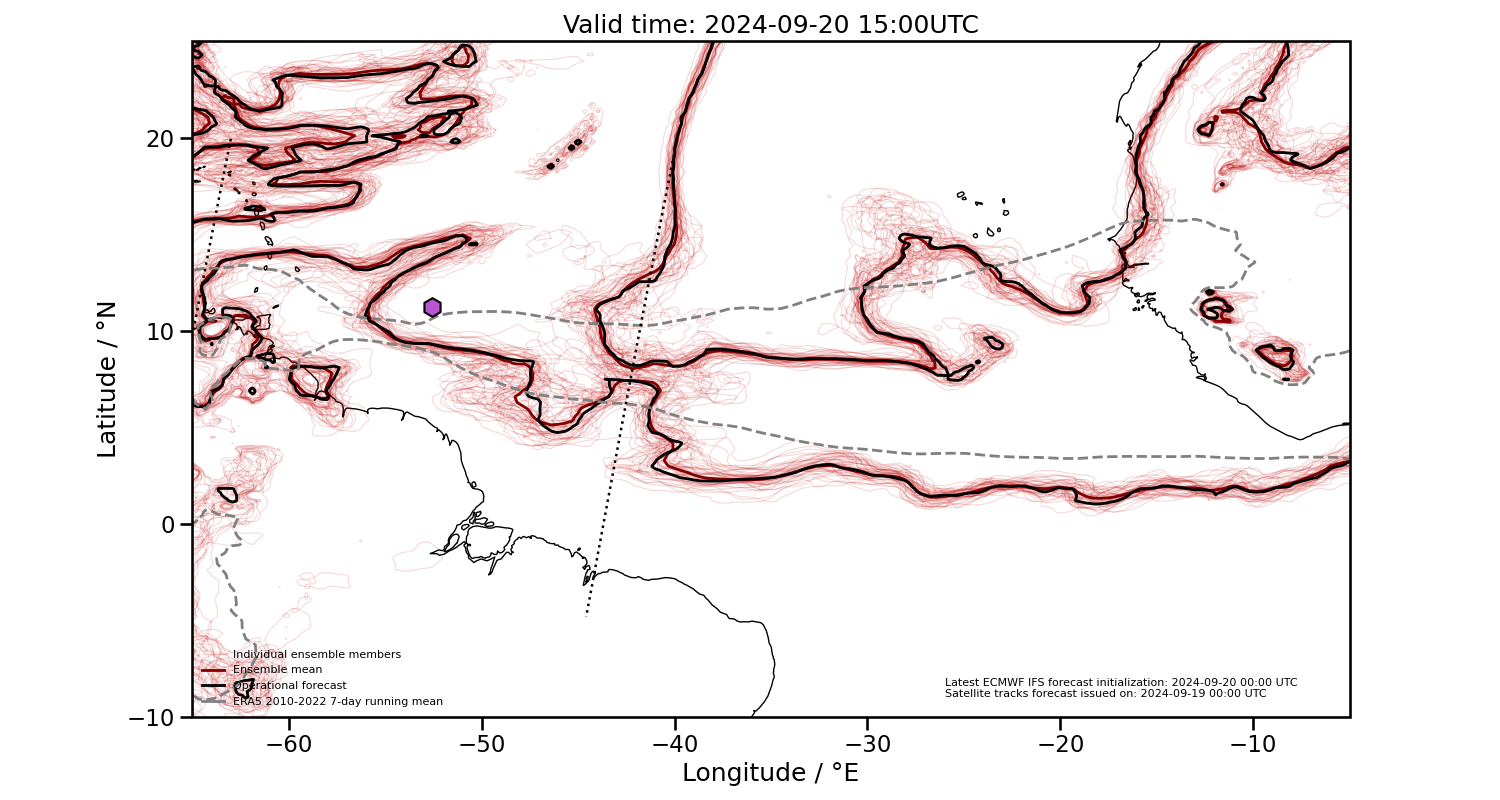 Valid time: 2024-09-20 15:00UTC
Latitude / °N
20
10
0
−10
Individual ensemble members
Ensemble mean
Operational forecast
ERA5 2010-2022 7-day running mean
Latest ECMWF IFS forecast initialization: 2024-09-20 00:00 UTC
Satellite tracks forecast issued on: 2024-09-19 00:00 UTC
−60
−50
−40
−30
−20
−10
Longitude / °E